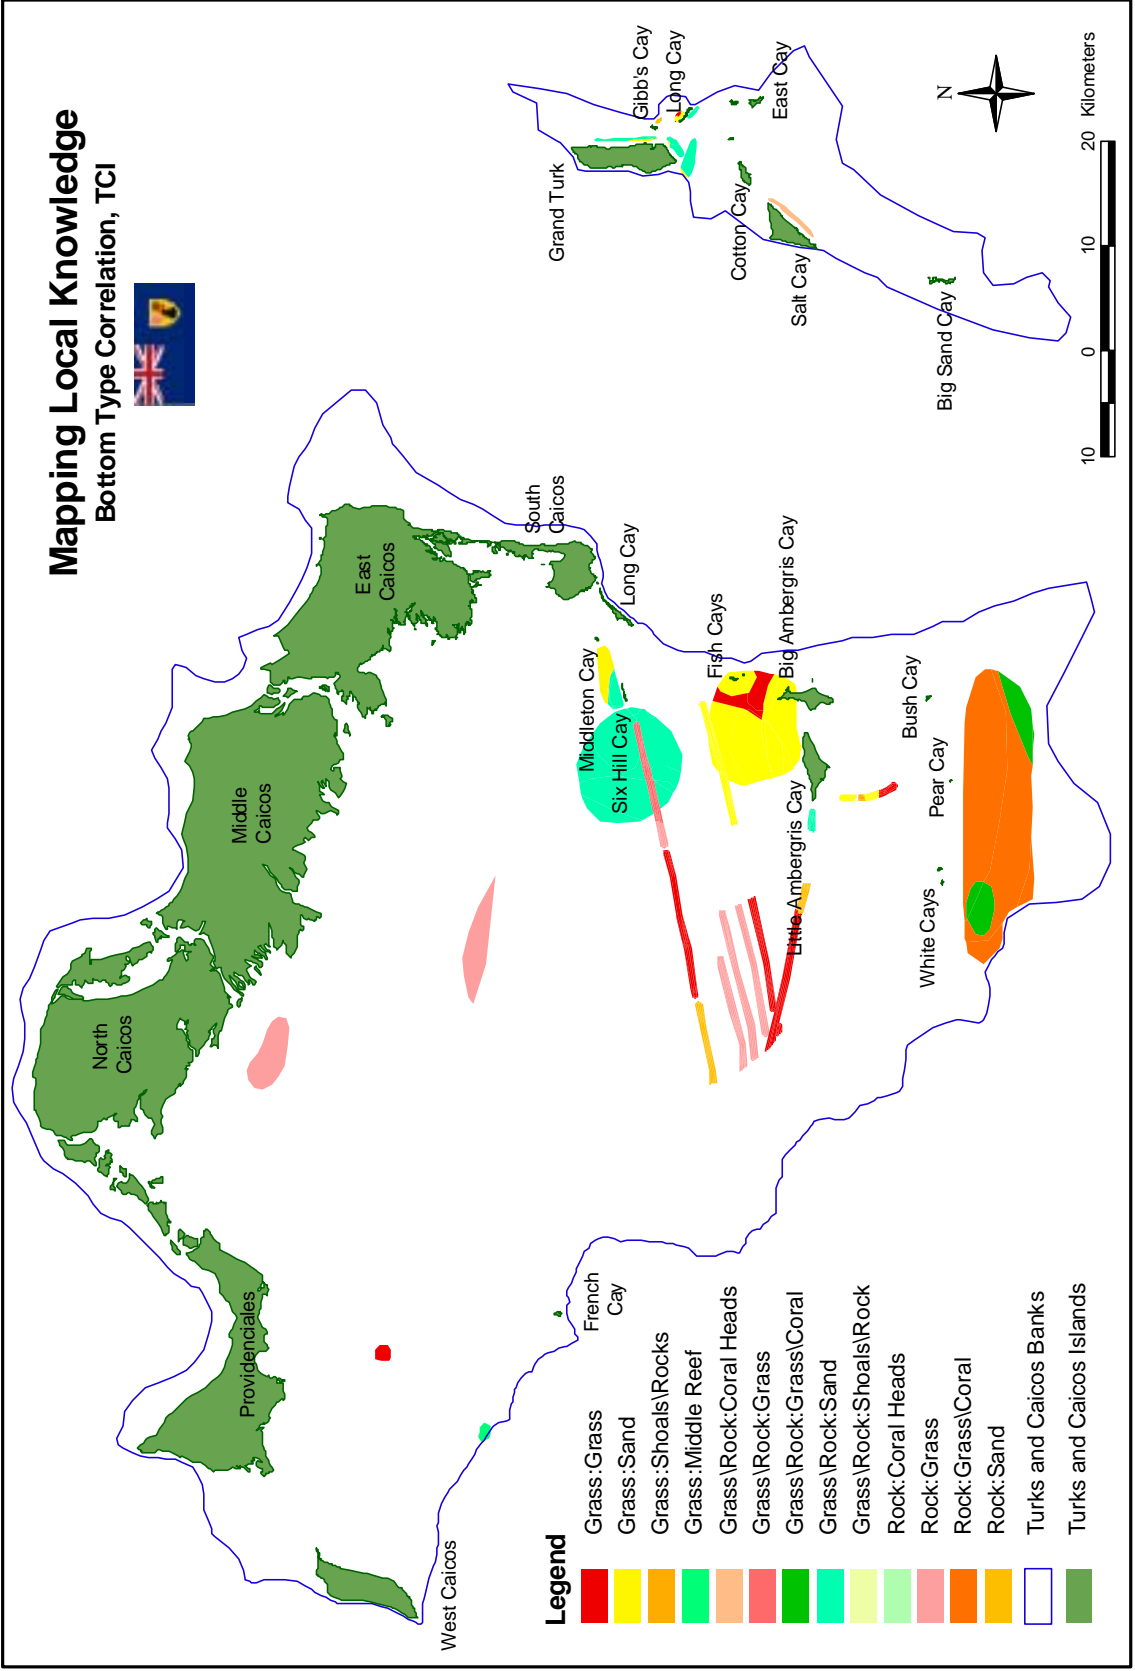 Mapping Local Knowledge
Bottom Type Correlation, TCI
North
Caicos
Middle
Caicos
East
Caicos
South
Caicos
Providenciales
West Caicos
French
Cay
Long Cay
Middleton Cay
Six Hill Cay
Fish Cays
Big Ambergris Cay
Little Ambergris Cay
Bush Cay
Pear Cay
White Cays
Grand Turk
Gibb's Cay
Long Cay
East Cay
Cotton Cay
Salt Cay
Big Sand Cay
N
10 0 10 20 Kilometers
Legend
Grass:Grass
Grass:Sand
Grass:Shoals\Rocks
Grass:Middle Reef
Grass\Rock:Coral Heads
Grass\Rock:Grass
Grass\Rock:Grass\Coral
Grass\Rock:Sand
Grass\Rock:Shoals\Rock
Rock:Coral Heads
Rock:Grass
Rock:Grass\Coral
Rock:Sand
Turks and Caicos Banks
Turks and Caicos Islands